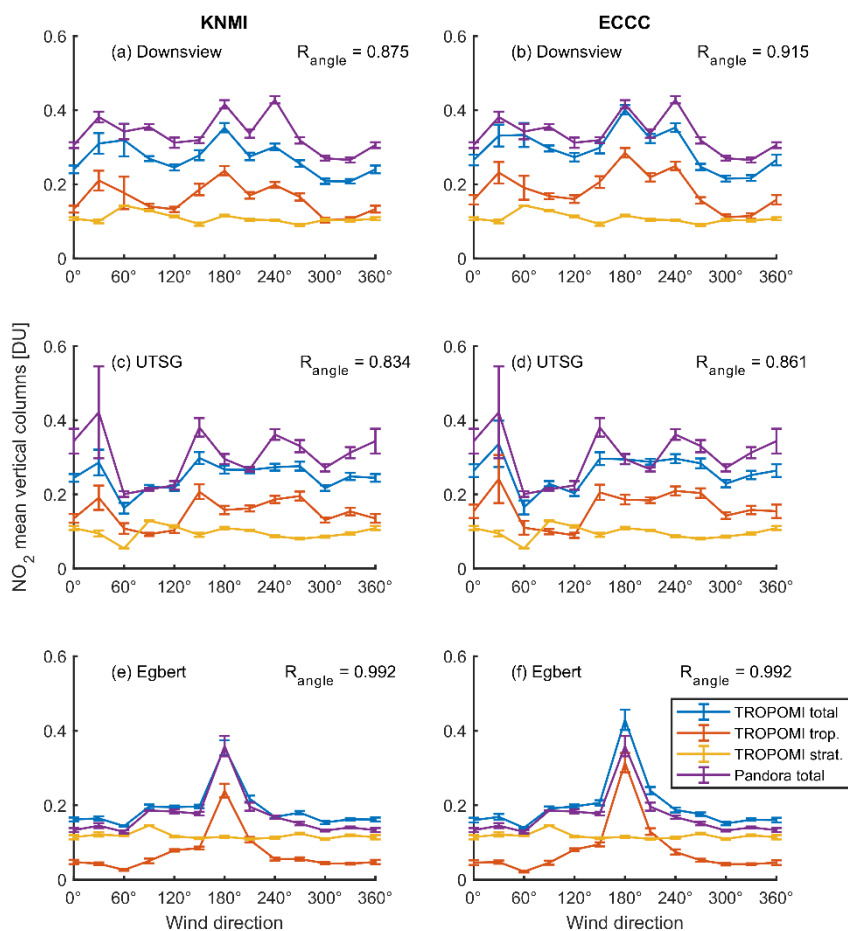 KNMI
ECCC
NO2 mean vertical columns [DU]
(a) Downsview
R_angle = 0.875
0.6
0.4
0.2
0
0° 60° 120° 180° 240° 300° 360°
(b) Downsview
R_angle = 0.915
0.6
0.4
0.2
0
0° 60° 120° 180° 240° 300° 360°
(c) UTSG
R_angle = 0.834
0.6
0.4
0.2
0
0° 60° 120° 180° 240° 300° 360°
(d) UTSG
R_angle = 0.861
0.6
0.4
0.2
0
0° 60° 120° 180° 240° 300° 360°
(e) Egbert
R_angle = 0.992
0.6
0.4
0.2
0
0° 60° 120° 180° 240° 300° 360°
Wind direction
(f) Egbert
R_angle = 0.992
0.6
0.4
0.2
0
TROPOMI total
TROPOMI trop.
TROPOMI strat.
Pandora total
0° 60° 120° 180° 240° 300° 360°
Wind direction